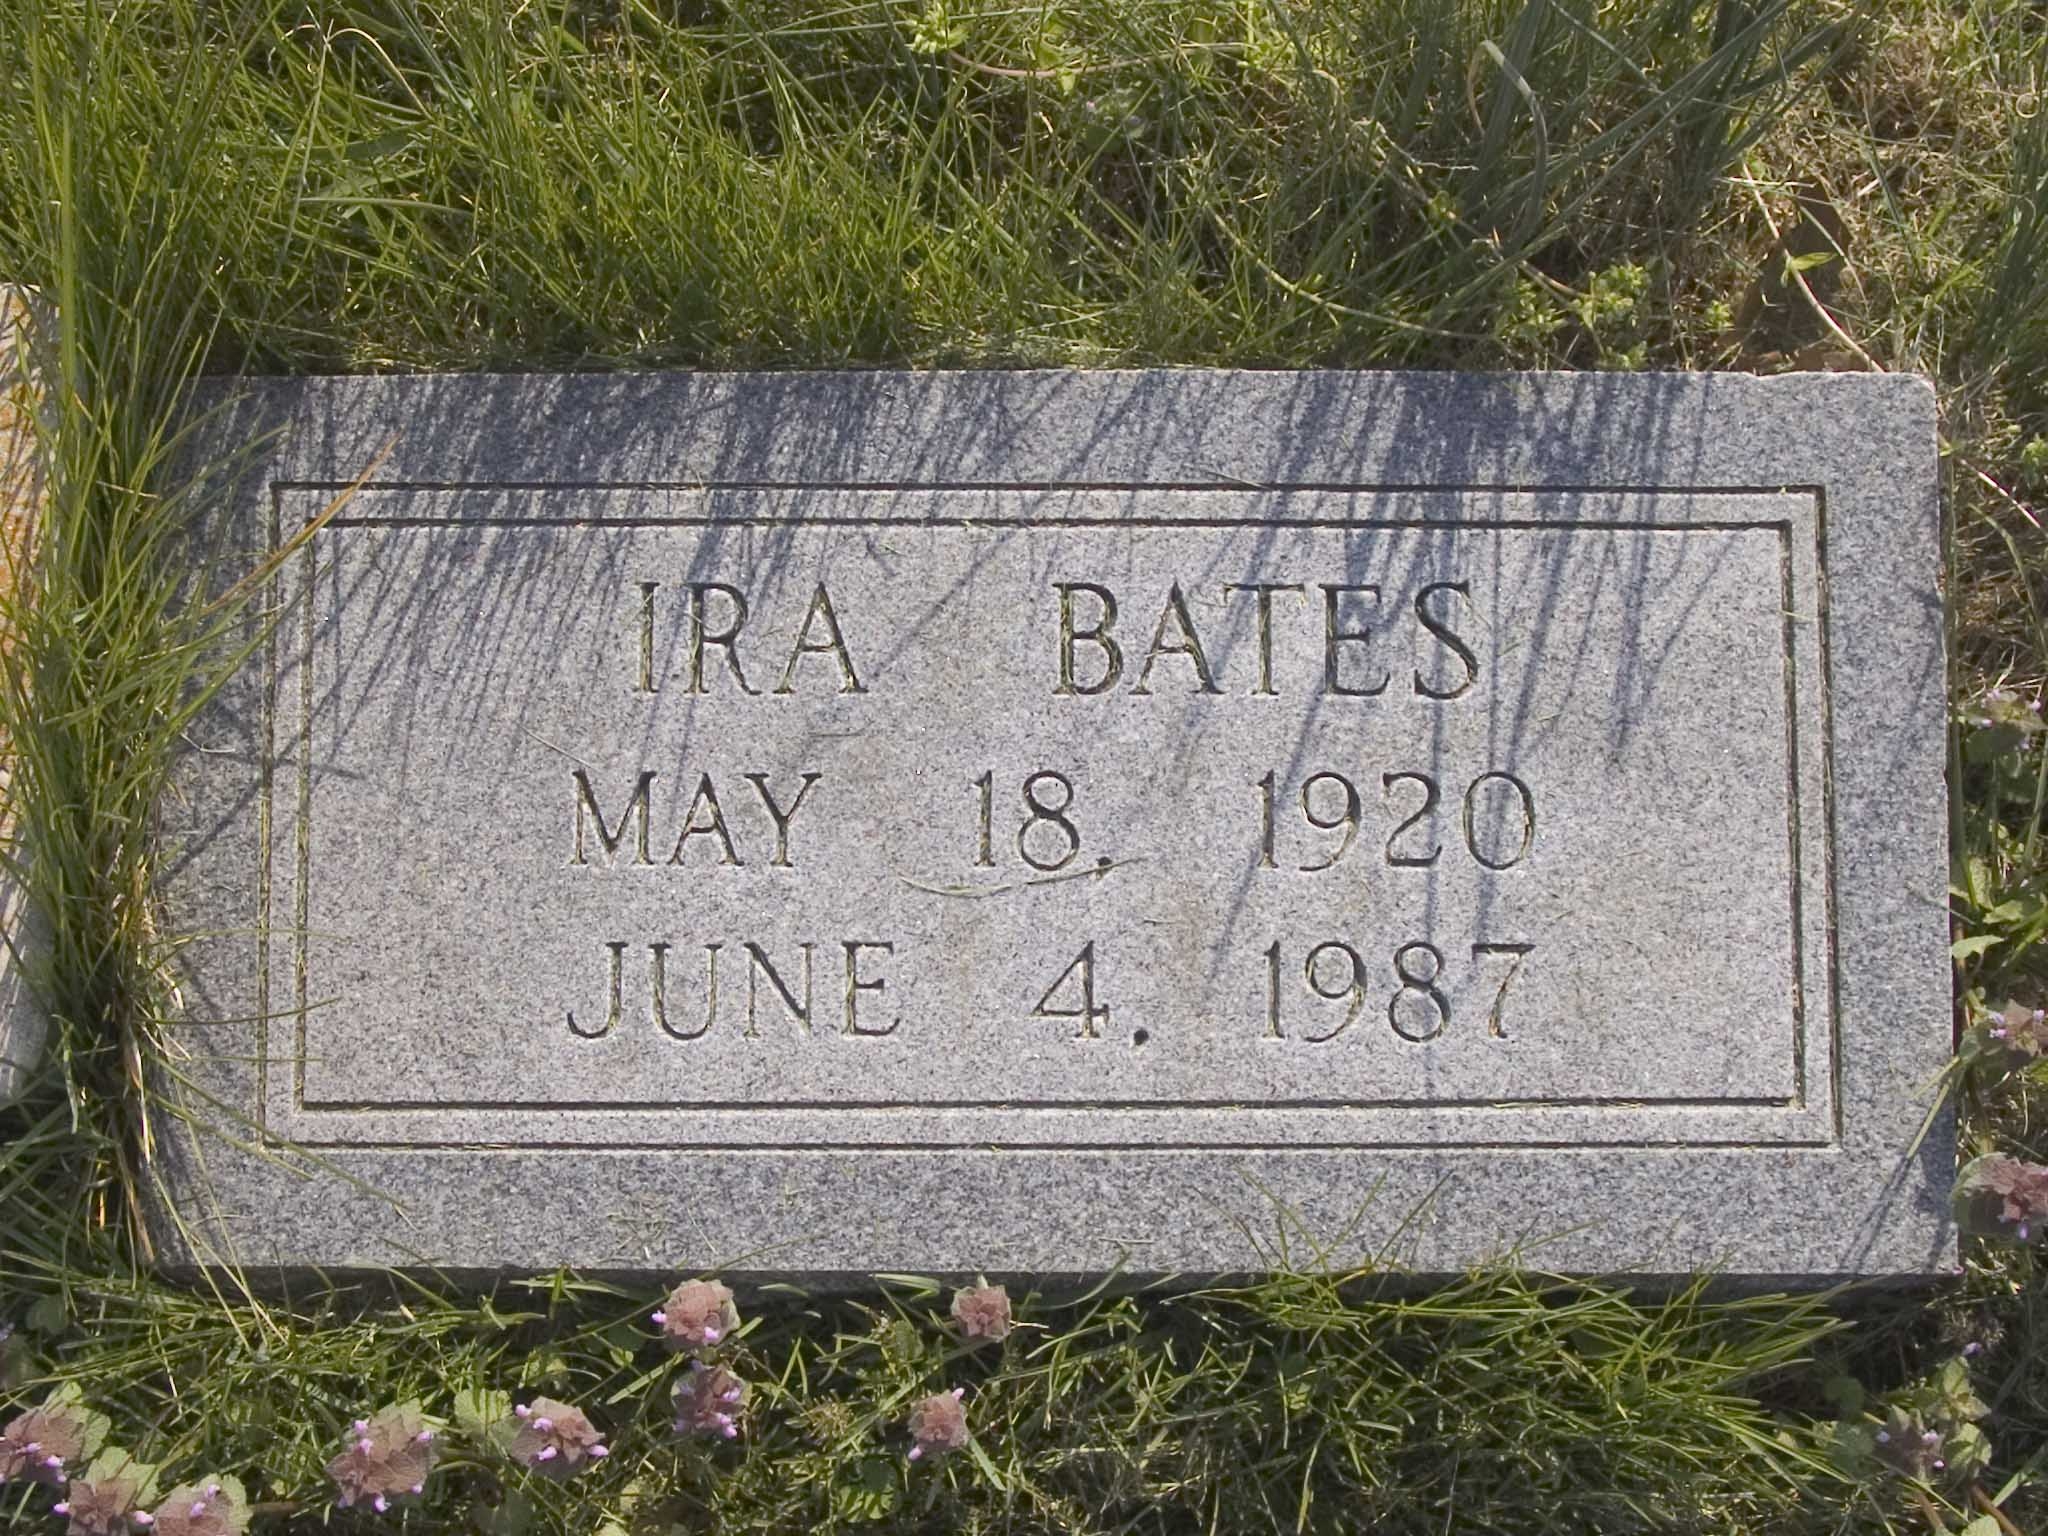 IRA BATES
MAY 18, 1920
JUNE 4, 1987